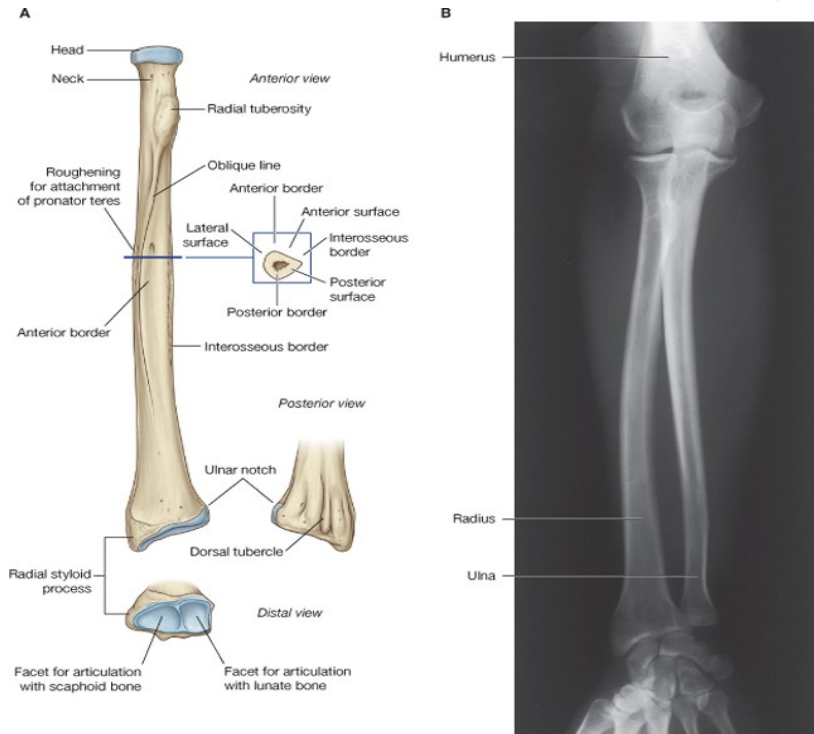 A
Head
Neck
Anterior view
Radial tuberosity
Oblique line
Roughening
for attachment
of pronator teres
Anterior border
Anterior surface
Lateral
surface
Interosseous
border
Posterior
surface
Posterior border
Anterior border
Interosseous border
Posterior view
Ulnar notch
Dorsal tubercle
Radial styloid
process
Distal view
Facet for articulation
with scaphoid bone
Facet for articulation
with lunate bone
B
Humerus
Radius
Ulna